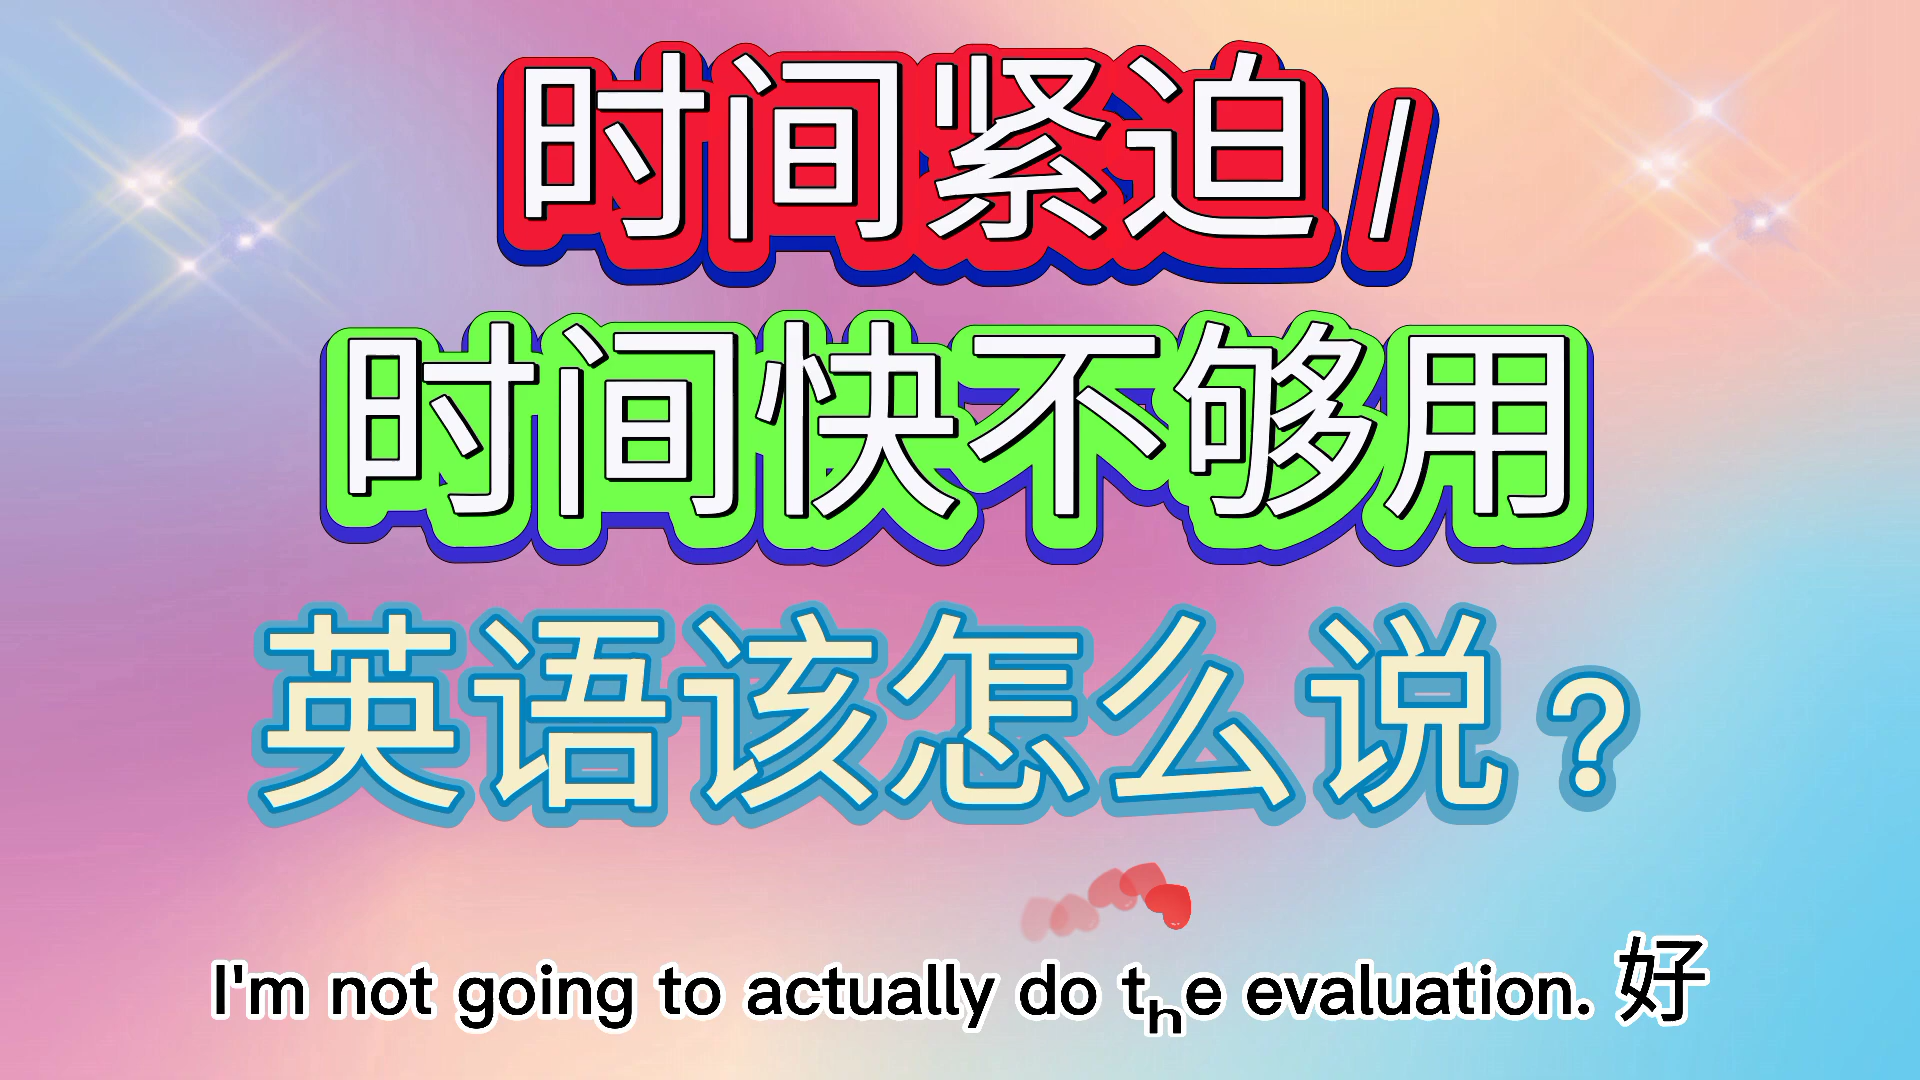 时间紧迫/
时间快不够用
英语该怎么说?
I'm not going to actually do the evaluation. 好